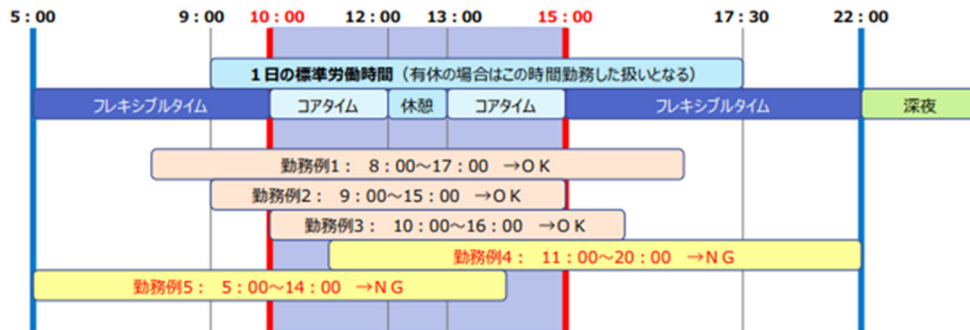 5：00 9：00 10：00 12：00 13：00 15：00 17：30 22：00
１日の標準労働時間（有休の場合はこの時間勤務した扱いとなる）
フレキシブルタイム コアタイム 休憩 コアタイム フレキシブルタイム 深夜
勤務例1： 8：00～17：00 →ＯＫ
勤務例2： 9：00～15：00 →ＯＫ
勤務例3： 10：00～16：00 →ＯＫ
勤務例4： 11：00～20：00 →ＮＧ
勤務例5： 5：00～14：00 →ＮＧ